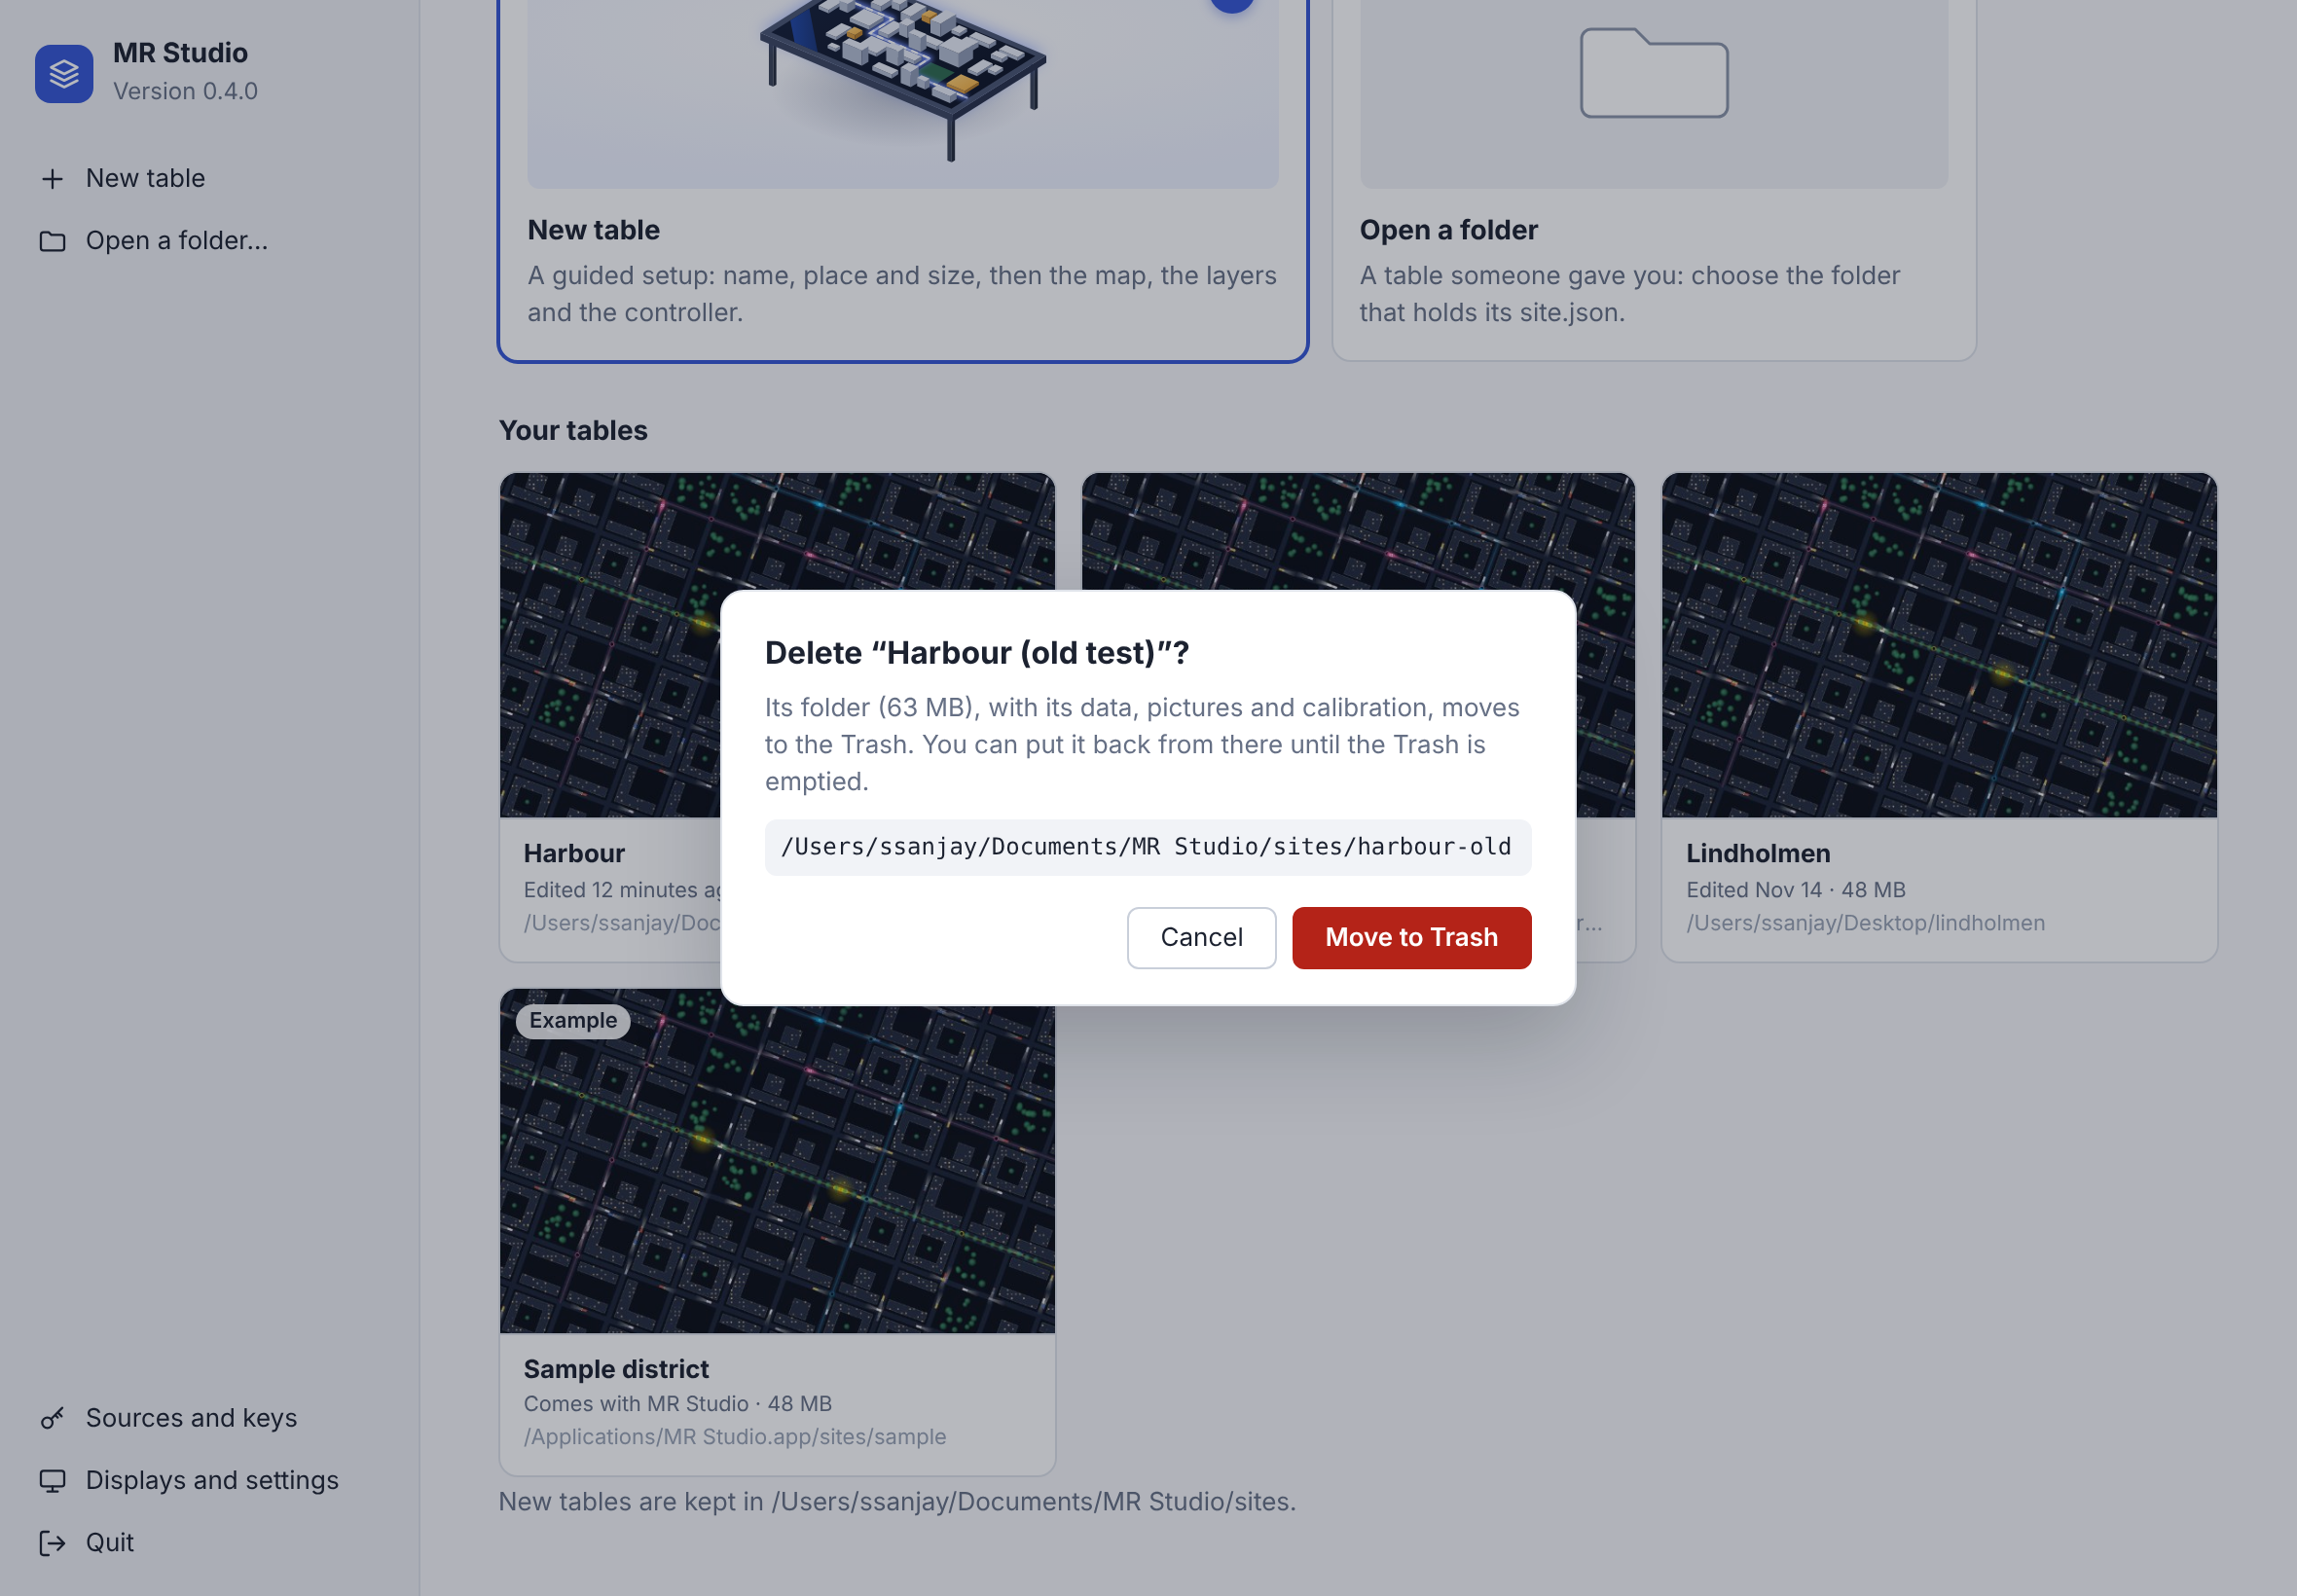 MR Studio
Version 0.4.0
New table
Open a folder...
New table
A guided setup: name, place and size, then the map, the layers
and the controller.
Open a folder
A table someone gave you: choose the folder
that holds its site.json.
Your tables
Delete “Harbour (old test)”?
Its folder (63 MB), with its data, pictures and calibration, moves
to the Trash. You can put it back from there until the Trash is
emptied.
/Users/ssanjay/Documents/MR Studio/sites/harbour-old
Cancel
Move to Trash
Harbour
Edited 12 minutes
/Users/ssanjay/Doc
r...
Lindholmen
Edited Nov 14 · 48 MB
/Users/ssanjay/Desktop/lindholmen
Example
Sample district
Comes with MR Studio · 48 MB
/Applications/MR Studio.app/sites/sample
New tables are kept in /Users/ssanjay/Documents/MR Studio/sites.
Sources and keys
Displays and settings
Quit